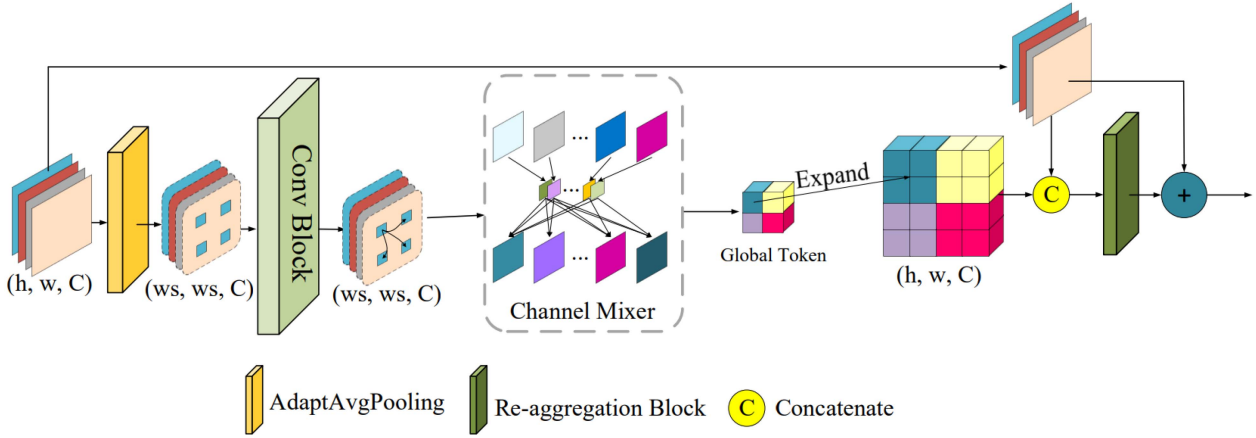 Conv Block
...
...
...
...
Channel Mixer
Expand
Global Token
C
+
(h, w, C)
(ws, ws, C)
(ws, ws, C)
(h, w, C)
AdaptAvgPooling
Re-aggregation Block
C Concatenate